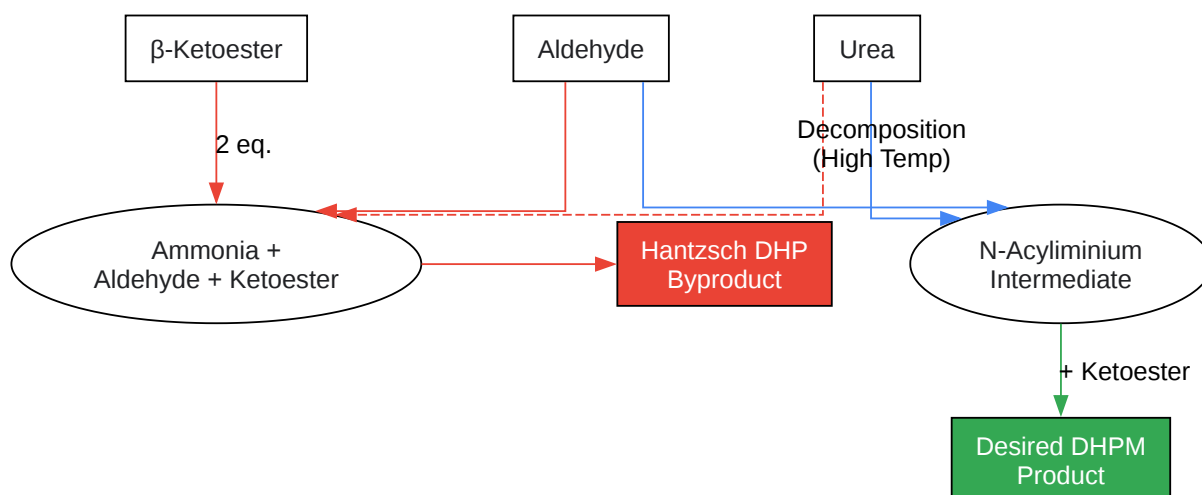 β-Ketoester
Aldehyde
Urea
2 eq.
Decomposition
(High Temp)
Ammonia +
Aldehyde + Ketoester
Hantzsch DHP
Byproduct
N-Acyliminium
Intermediate
+ Ketoester
Desired DHPM
Product